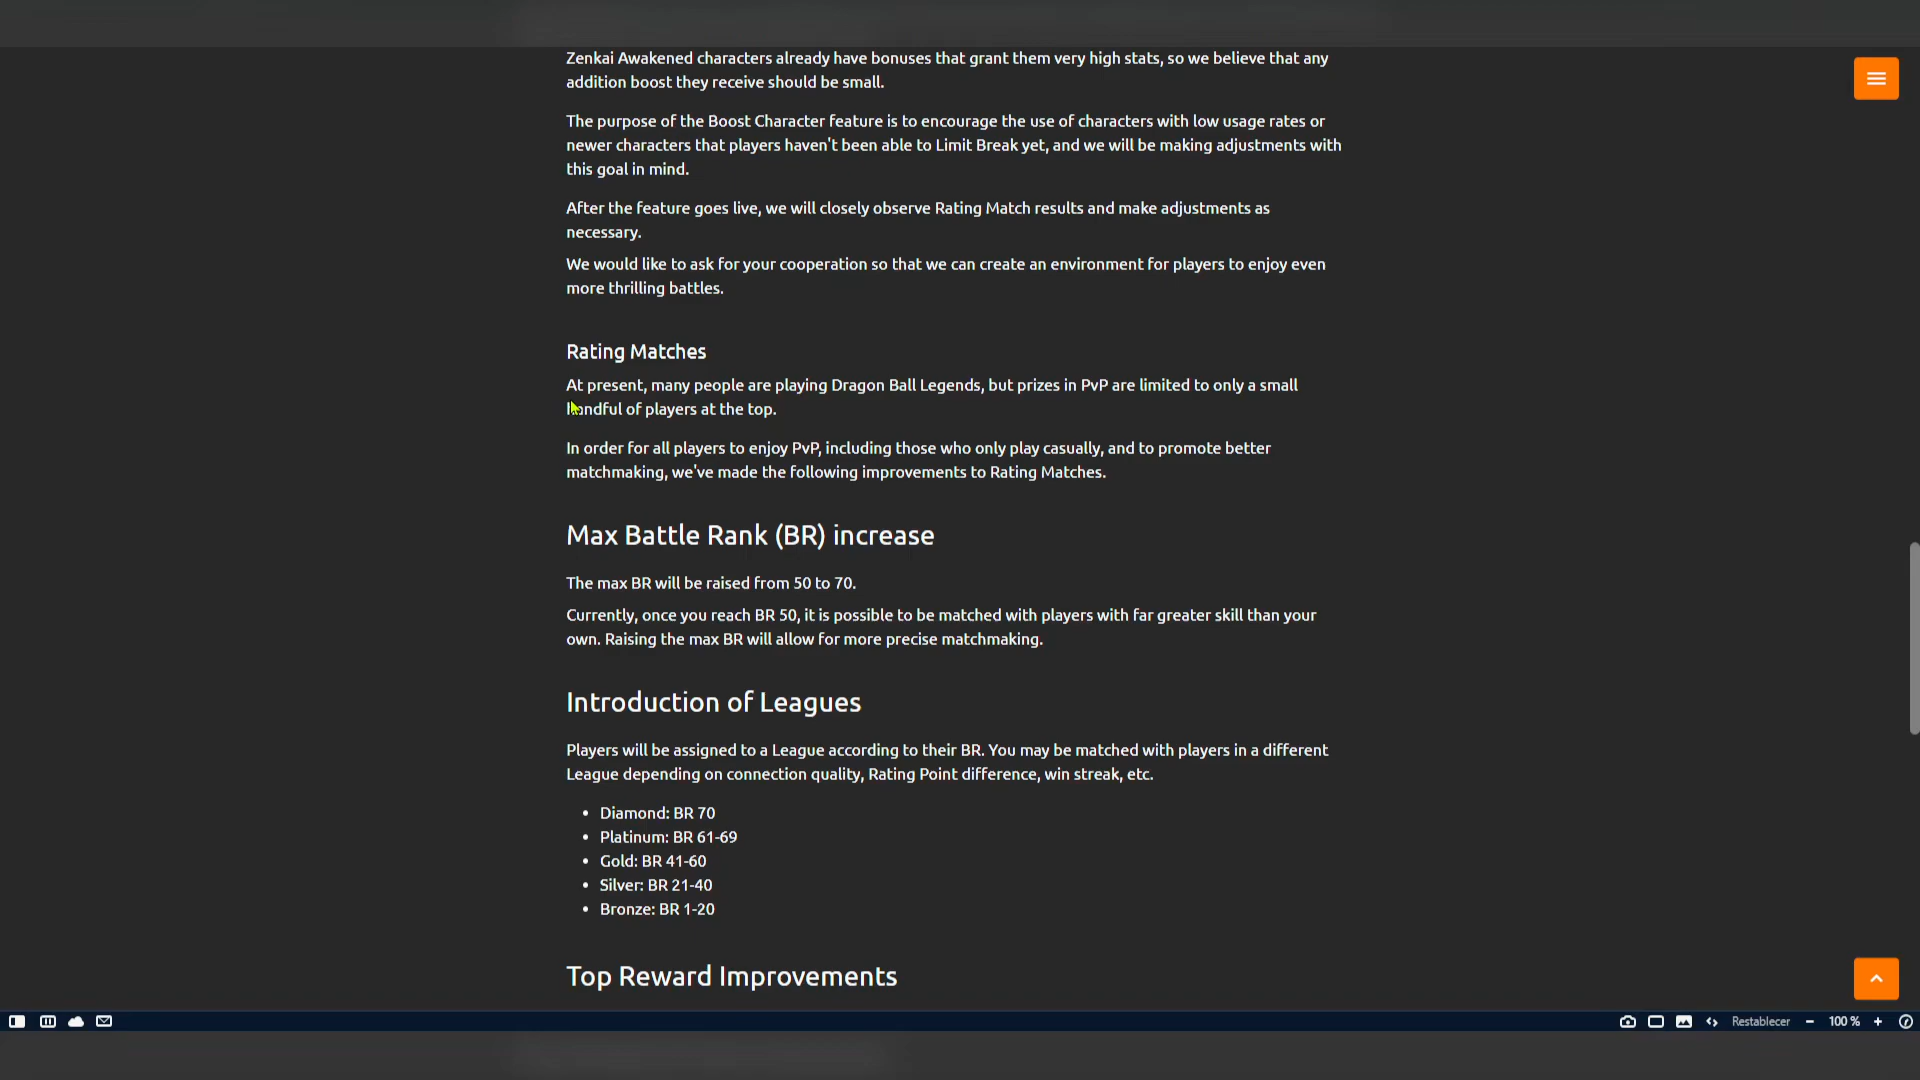 Zenkai Awakened characters already have bonuses that grant them very high stats, so we believe that any
addition boost they receive should be small.
The purpose of the Boost Character feature is to encourage the use of characters with low usage rates or
newer characters that players haven't been able to Limit Break yet, and we will be making adjustments with
this goal in mind.
After the feature goes live, we will closely observe Rating Match results and make adjustments as
necessary.
We would like to ask for your cooperation so that we can create an environment for players to enjoy even
more thrilling battles.
Rating Matches
At present, many people are playing Dragon Ball Legends, but prizes in PvP are limited to only a small
handful of players at the top.
In order for all players to enjoy PvP, including those who only play casually, and to promote better
matchmaking, we've made the following improvements to Rating Matches.
Max Battle Rank (BR) increase
The max BR will be raised from 50 to 70.
Currently, once you reach BR 50, it is possible to be matched with players with far greater skill than your
own. Raising the max BR will allow for more precise matchmaking.
Introduction of Leagues
Players will be assigned to a League according to their BR. You may be matched with players in a different
League depending on connection quality, Rating Point difference, win streak, etc.
• Diamond: BR 70
• Platinum: BR 61-69
• Gold: BR 41-60
• Silver: BR 21-40
• Bronze: BR 1-20
Top Reward Improvements
Restablecer − 100 % +